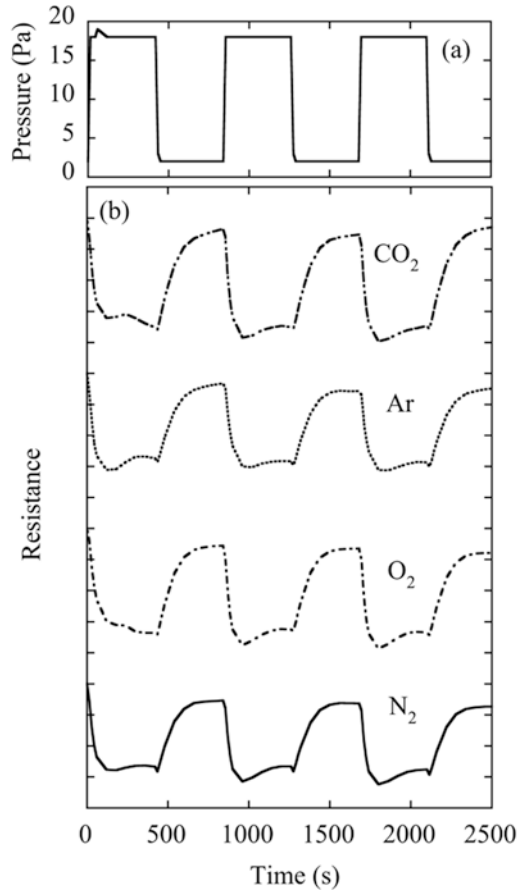 Pressure (Pa)
20
15
10
5
0
(a)
(b)
CO₂
Ar
O₂
N₂
Resistance
0 500 1000 1500 2000 2500
Time (s)